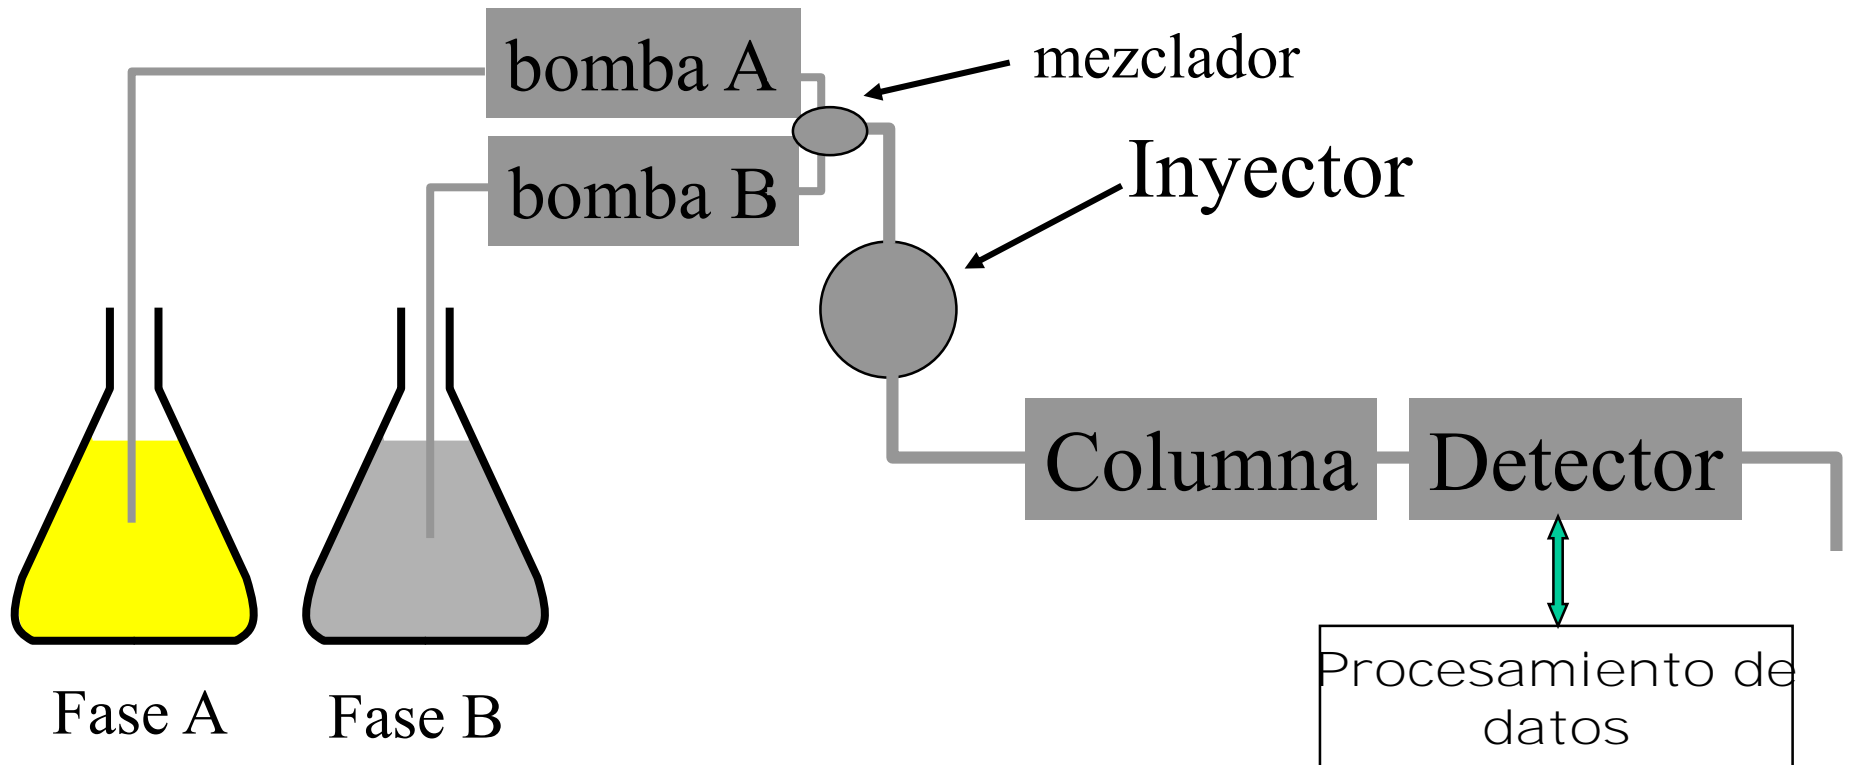 bomba A
mezclador
bomba B
Inyector
Columna
Detector
Fase A
Fase B
Procesamiento de
datos